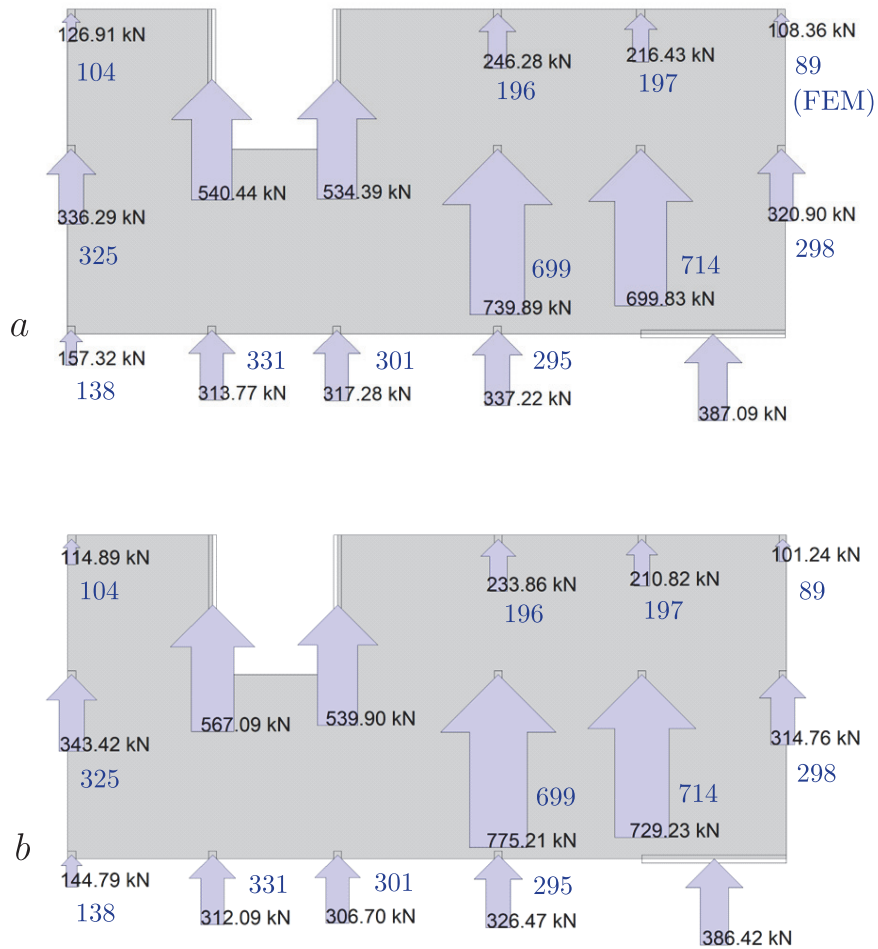 126.91 kN
104
246.28 kN
196
216.43 kN
197
108.36 kN
89
(FEM)
336.29 kN
325
540.44 kN
534.39 kN
739.89 kN
699
699.83 kN
714
320.90 kN
298
a
157.32 kN
138
313.77 kN
331
317.28 kN
301
337.22 kN
295
387.09 kN
114.89 kN
104
233.86 kN
196
210.82 kN
197
101.24 kN
89
343.42 kN
325
567.09 kN
539.90 kN
775.21 kN
699
729.23 kN
714
314.76 kN
298
b
144.79 kN
138
312.09 kN
331
306.70 kN
301
326.47 kN
295
386.42 kN